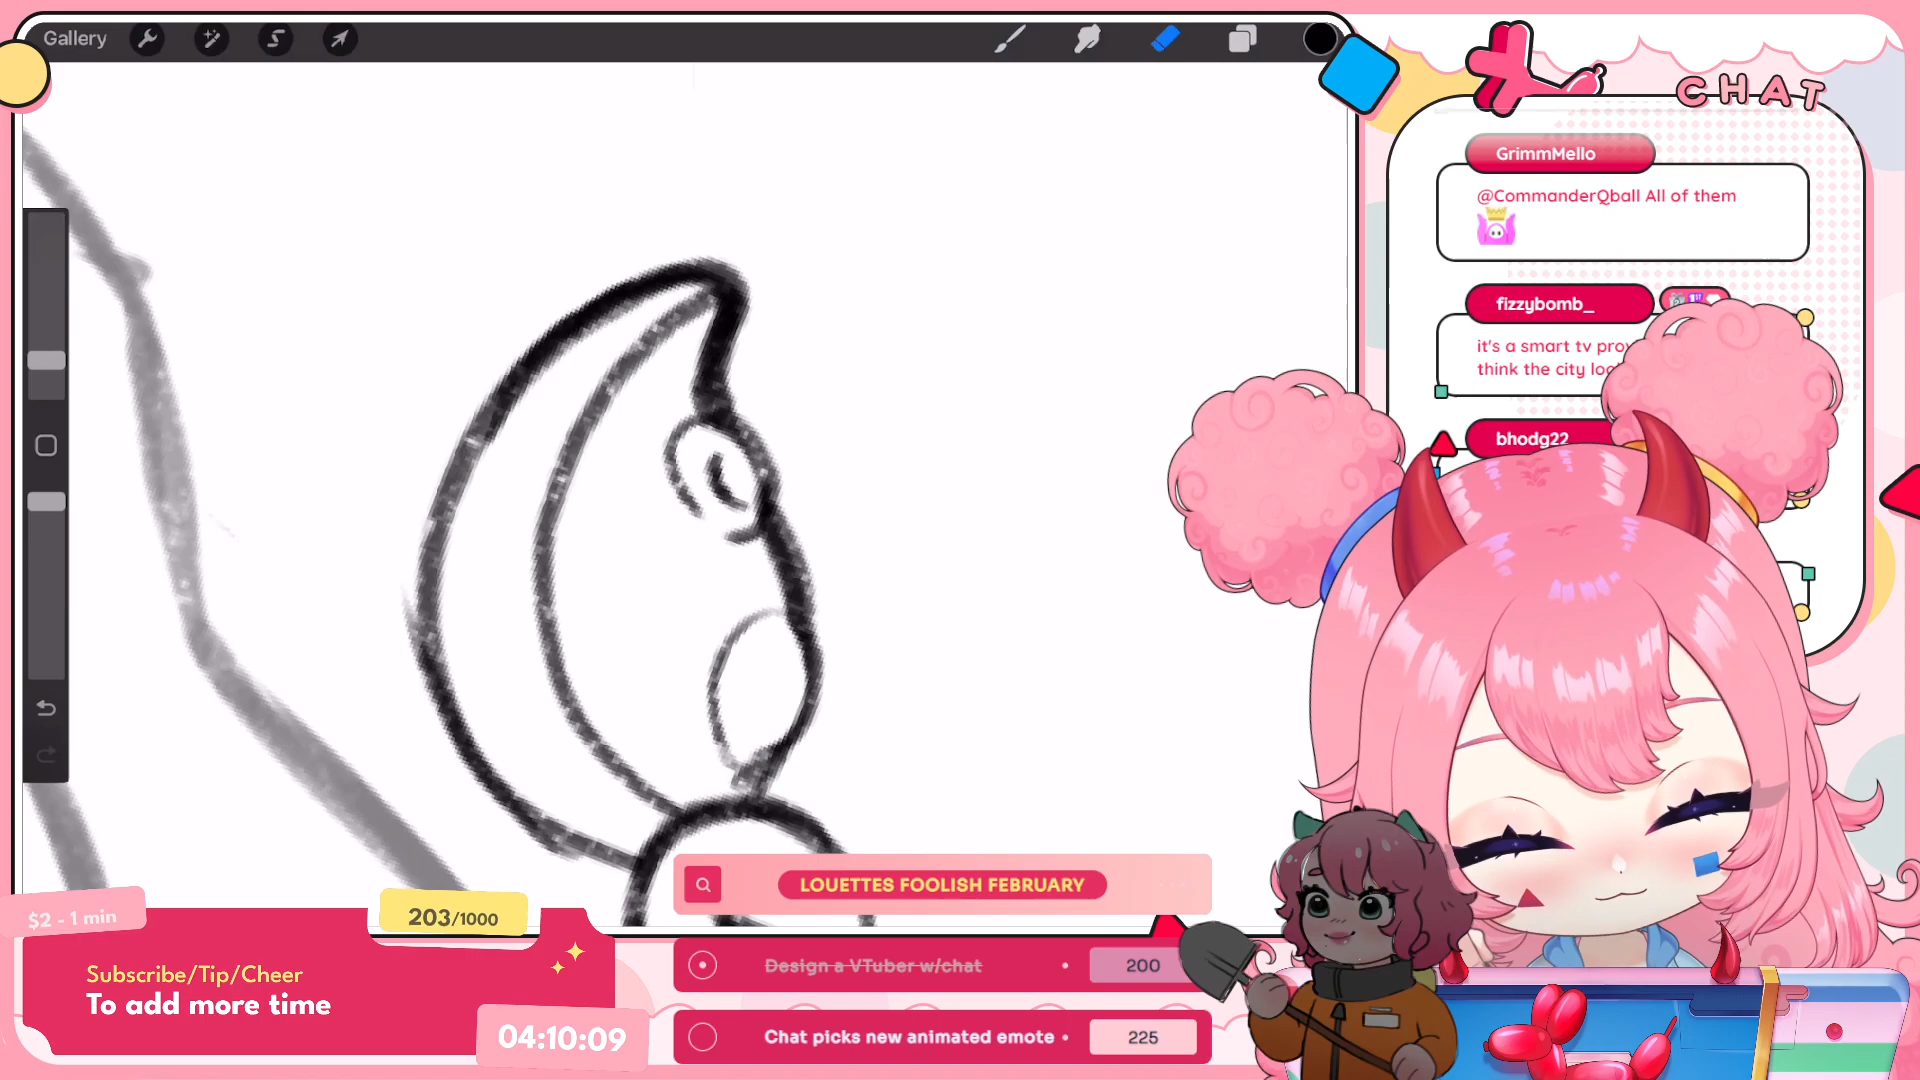 Gallery
CHAT
GrimmMello
@CommanderQball All of them
fizzybomb_
it's a smart tv
think the city
bhodg22
LOUETTES FOOLISH FEBRUARY
$2 - 1 min
203/1000
Subscribe/Tip/Cheer
To add more time
04:10:09
Design a VTuber w/chat • 200
Chat picks new animated emote • 225